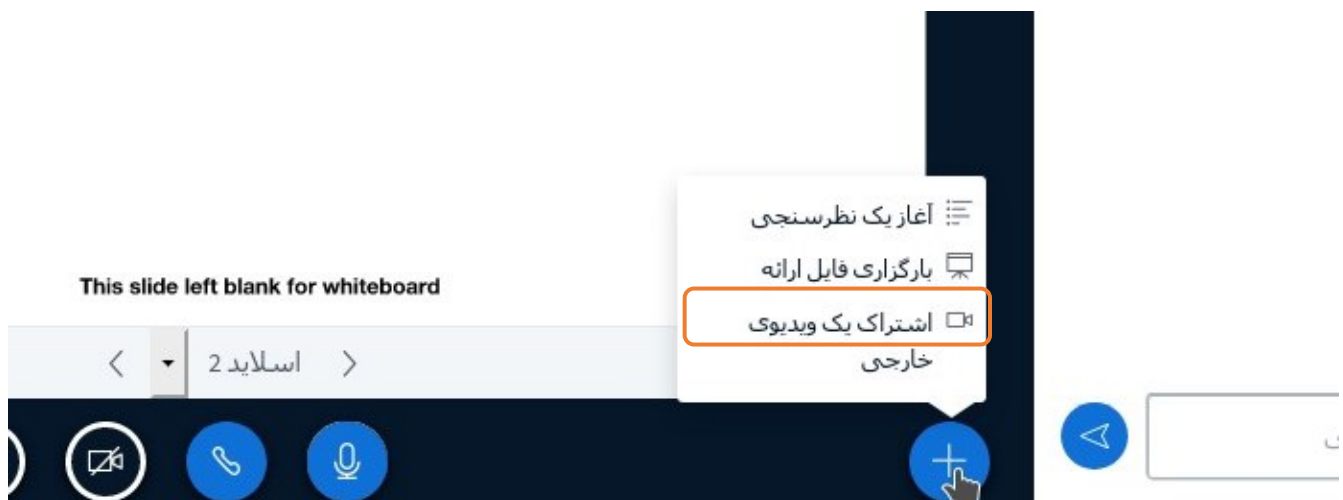 آغاز یک نظرسنجی
بارگزاری فایل ارائه
اشتراک یک ویدیوی
خارجی
This slide left blank for whiteboard
اسلاید 2